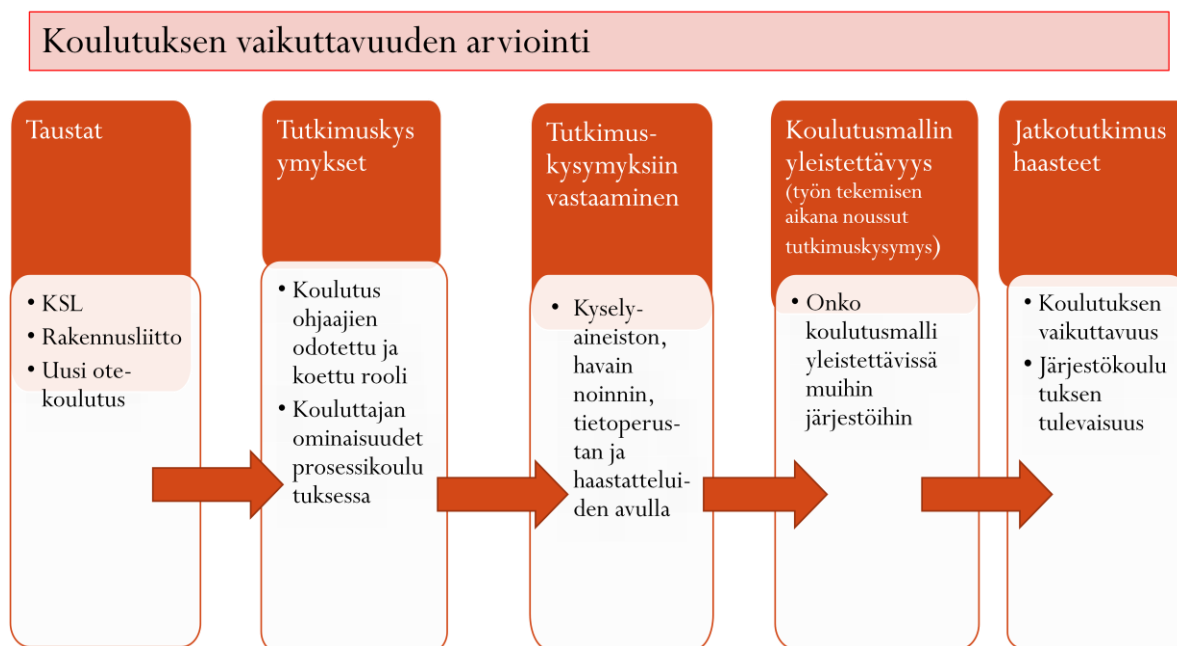 Koulutuksen vaikuttavuuden arviointi
Taustat
• KSL
• Rakennusliitto
• Uusi ote-
koulutus
Tutkimuskys
ymykset
• Koulutus
ohjaajien
odotettu ja
koettu rooli
• Kouluttajan
ominaisuudet
prosessikoulu
tuksessa
Tutkimus-
kysymyksiin
vastaaminen
• Kysely-
aineiston,
havain
noinnin,
tietoperus-
tan ja
haastatelui-
den avulla
Koulutusmallin
yleistettävyys
(työn tekemisen
aikana noussut
tutkimuskysymys)
• Onko
koulutusmalli
yleistettävissä
muihin
järjestöihin
Jatkotutkimus
haasteet
• Koulutuksen
vaikuttavuus
• Järjestökoulu
tuksen
tulevaisuus